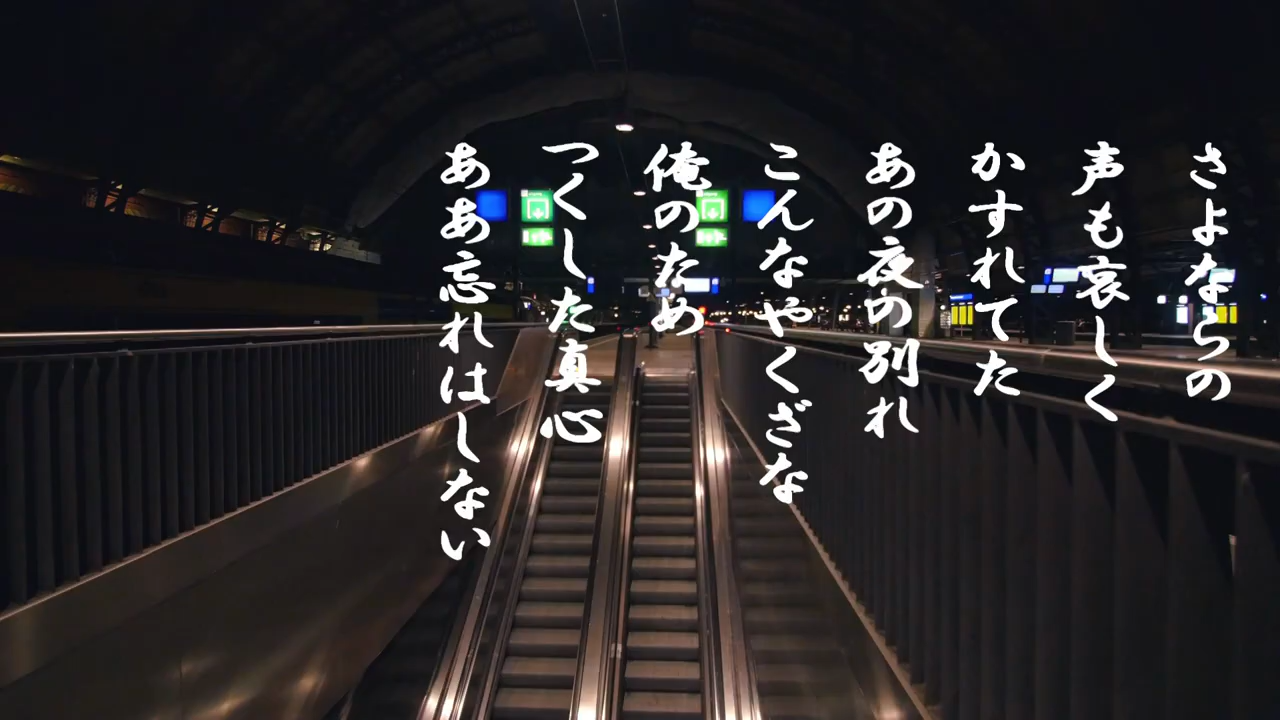 さよならの
声も哀しく
かすれてた
あの夜の別れ
こんなやくざな
俺のため
つくした真心
ああ忘れはしない